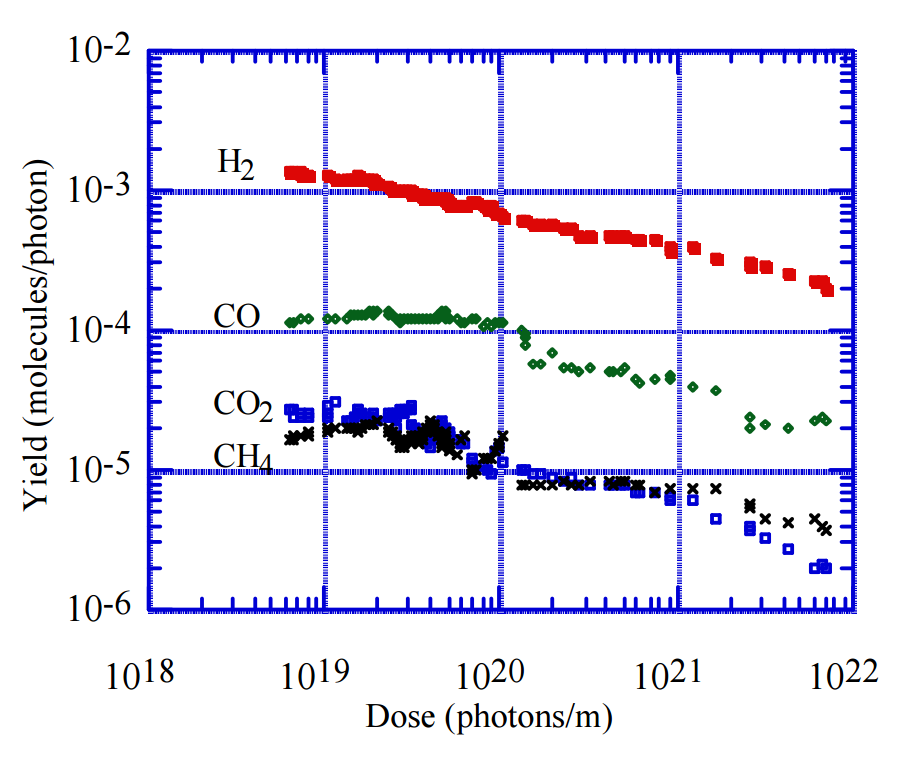 10-2
H2
10-3
CO
10-4
CO2
CH4
10-5
10-6
Yield (molecules/photon)
1018 1019 1020 1021 1022
Dose (photons/m)